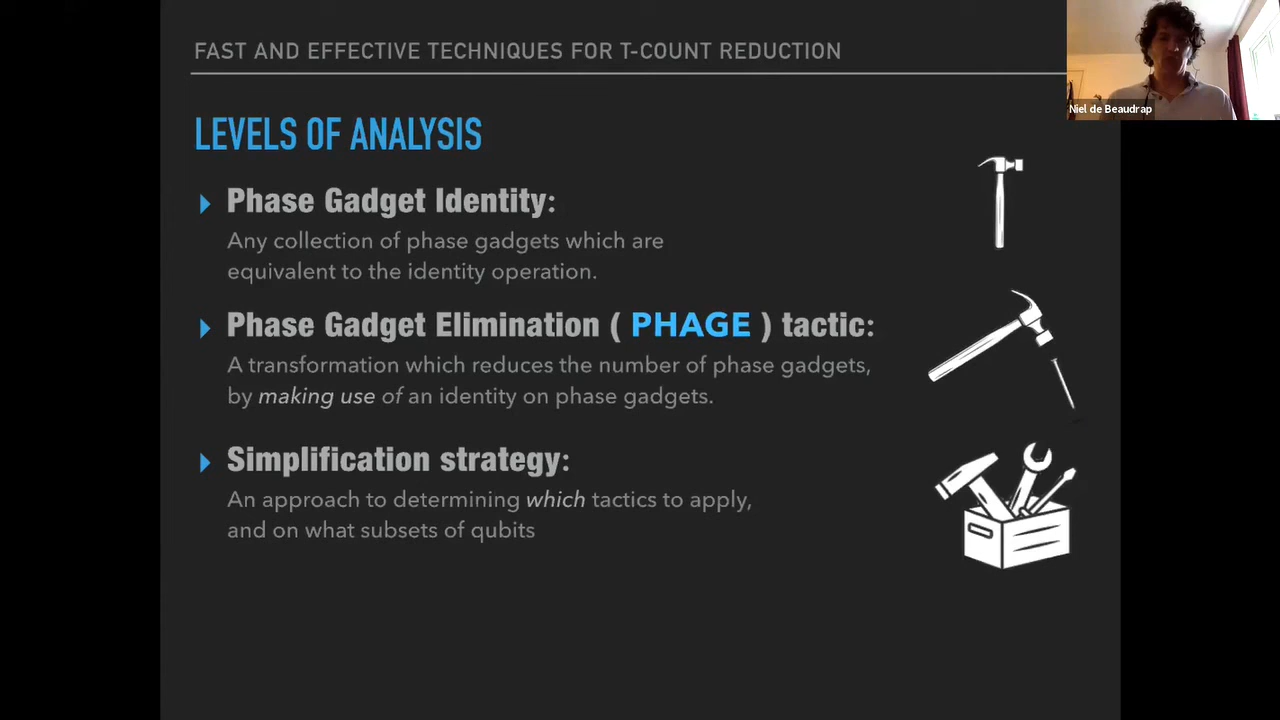 FAST AND EFFECTIVE TECHNIQUES FOR T-COUNT REDUCTION
Niel de Beaudrap
LEVELS OF ANALYSIS
Phase Gadget Identity:
Any collection of phase gadgets which are
equivalent to the identity operation.
Phase Gadget Elimination ( PHAGE ) tactic:
A transformation which reduces the number of phase gadgets,
by making use of an identity on phase gadgets.
Simplification strategy:
An approach to determining which tactics to apply,
and on what subsets of qubits